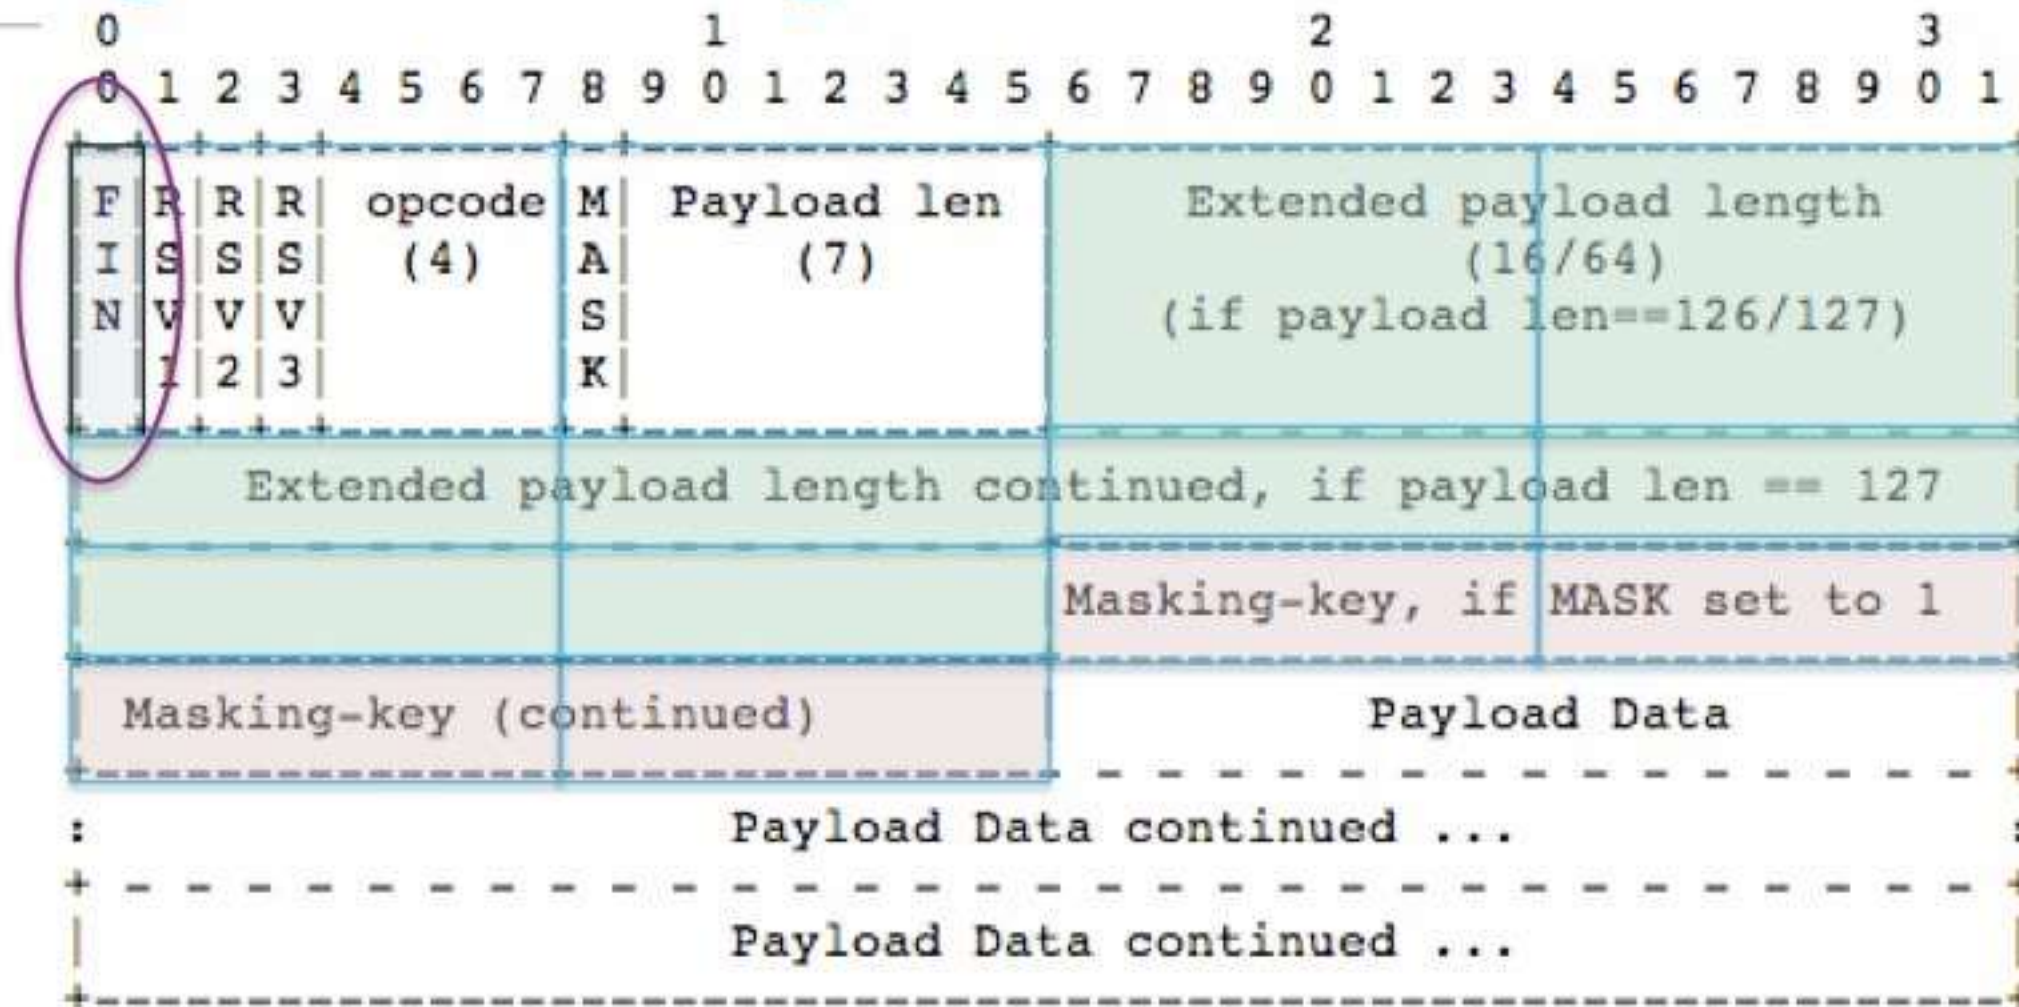 0 1 2 3
0 1 2 3 4 5 6 7 8 9 0 1 2 3 4 5 6 7 8 9 0 1 2 3 4 5 6 7 8 9 0 1
F R R R opcode M Payload len Extended payload length
I S S S (4) A (7) (16/64)
N V V V S (if payload len==126/127)
1 2 3 K
Extended payload length continued, if payload len == 127
Masking-key, if MASK set to 1
Masking-key (continued) Payload Data
: Payload Data continued ... :
Payload Data continued ...